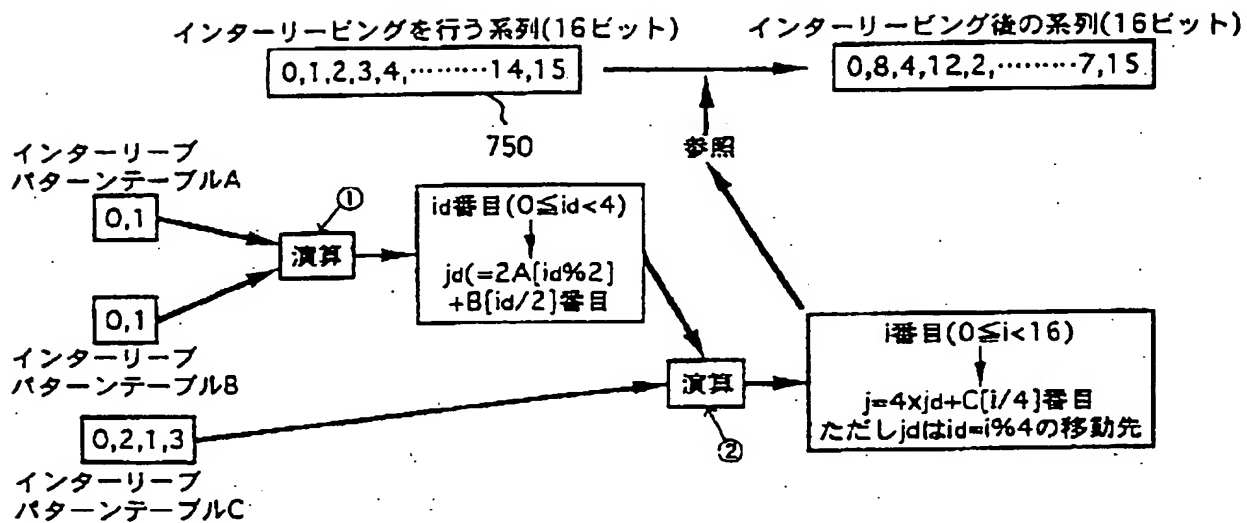 インターリービングを行う系列(16ビット)
インターリービング後の系列(16ビット)
0,1,2,3,4,………14,15
0,8,4,12,2,………7,15
750
参照
インターリーブ
パターンテーブルA
0,1
①
演算
id番目(0≦id<4)
jd(=2A[id%2]
+B[id/2]番目
0,1
インターリーブ
パターンテーブルB
演算
②
i番目(0≦i<16)
j=4xjd+C[i/4]番目
ただしjdはid=i%4の移動先
0,2,1,3
インターリーブ
パターンテーブルC